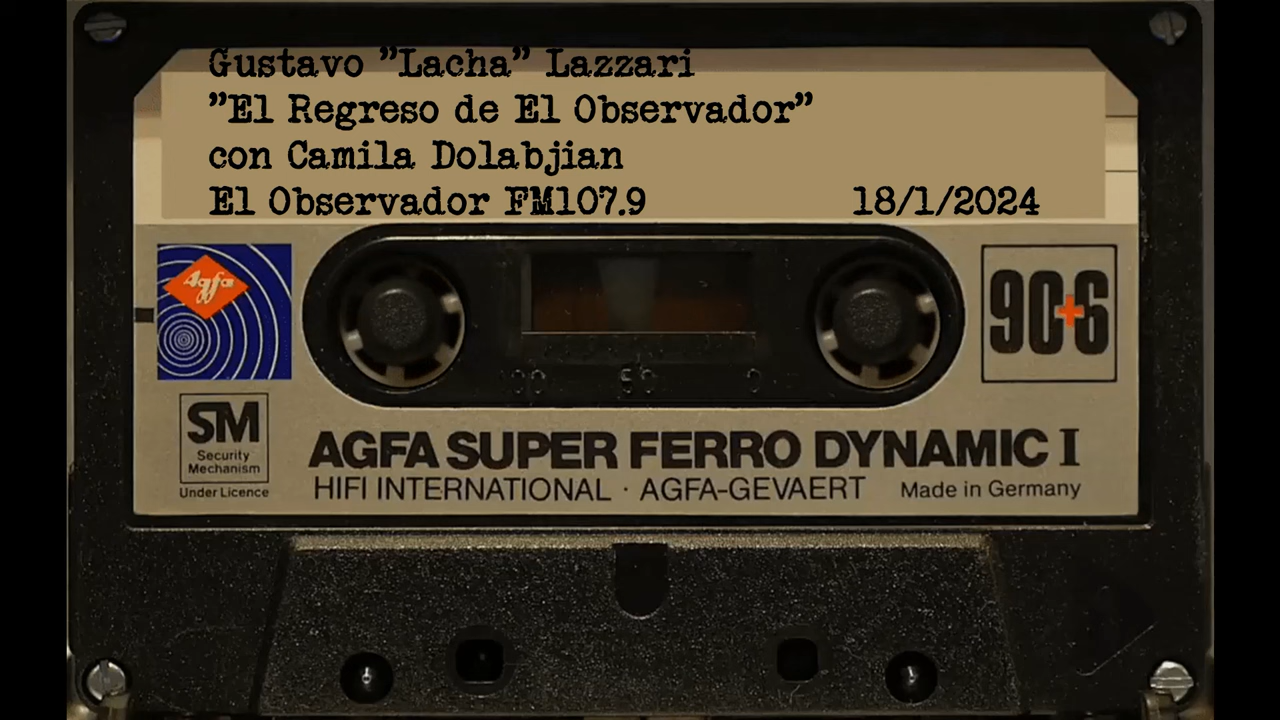 Gustavo "Lacha" Lazzari
"El Regreso de El Observador"
con Camila Dolabjian
El Observador FM107.9 18/1/2024
Agfa
90+6
SM
Security
Mechanism
Under Licence
AGFA SUPER FERRO DYNAMIC I
HIFI INTERNATIONAL · AGFA-GEVAERT Made in Germany